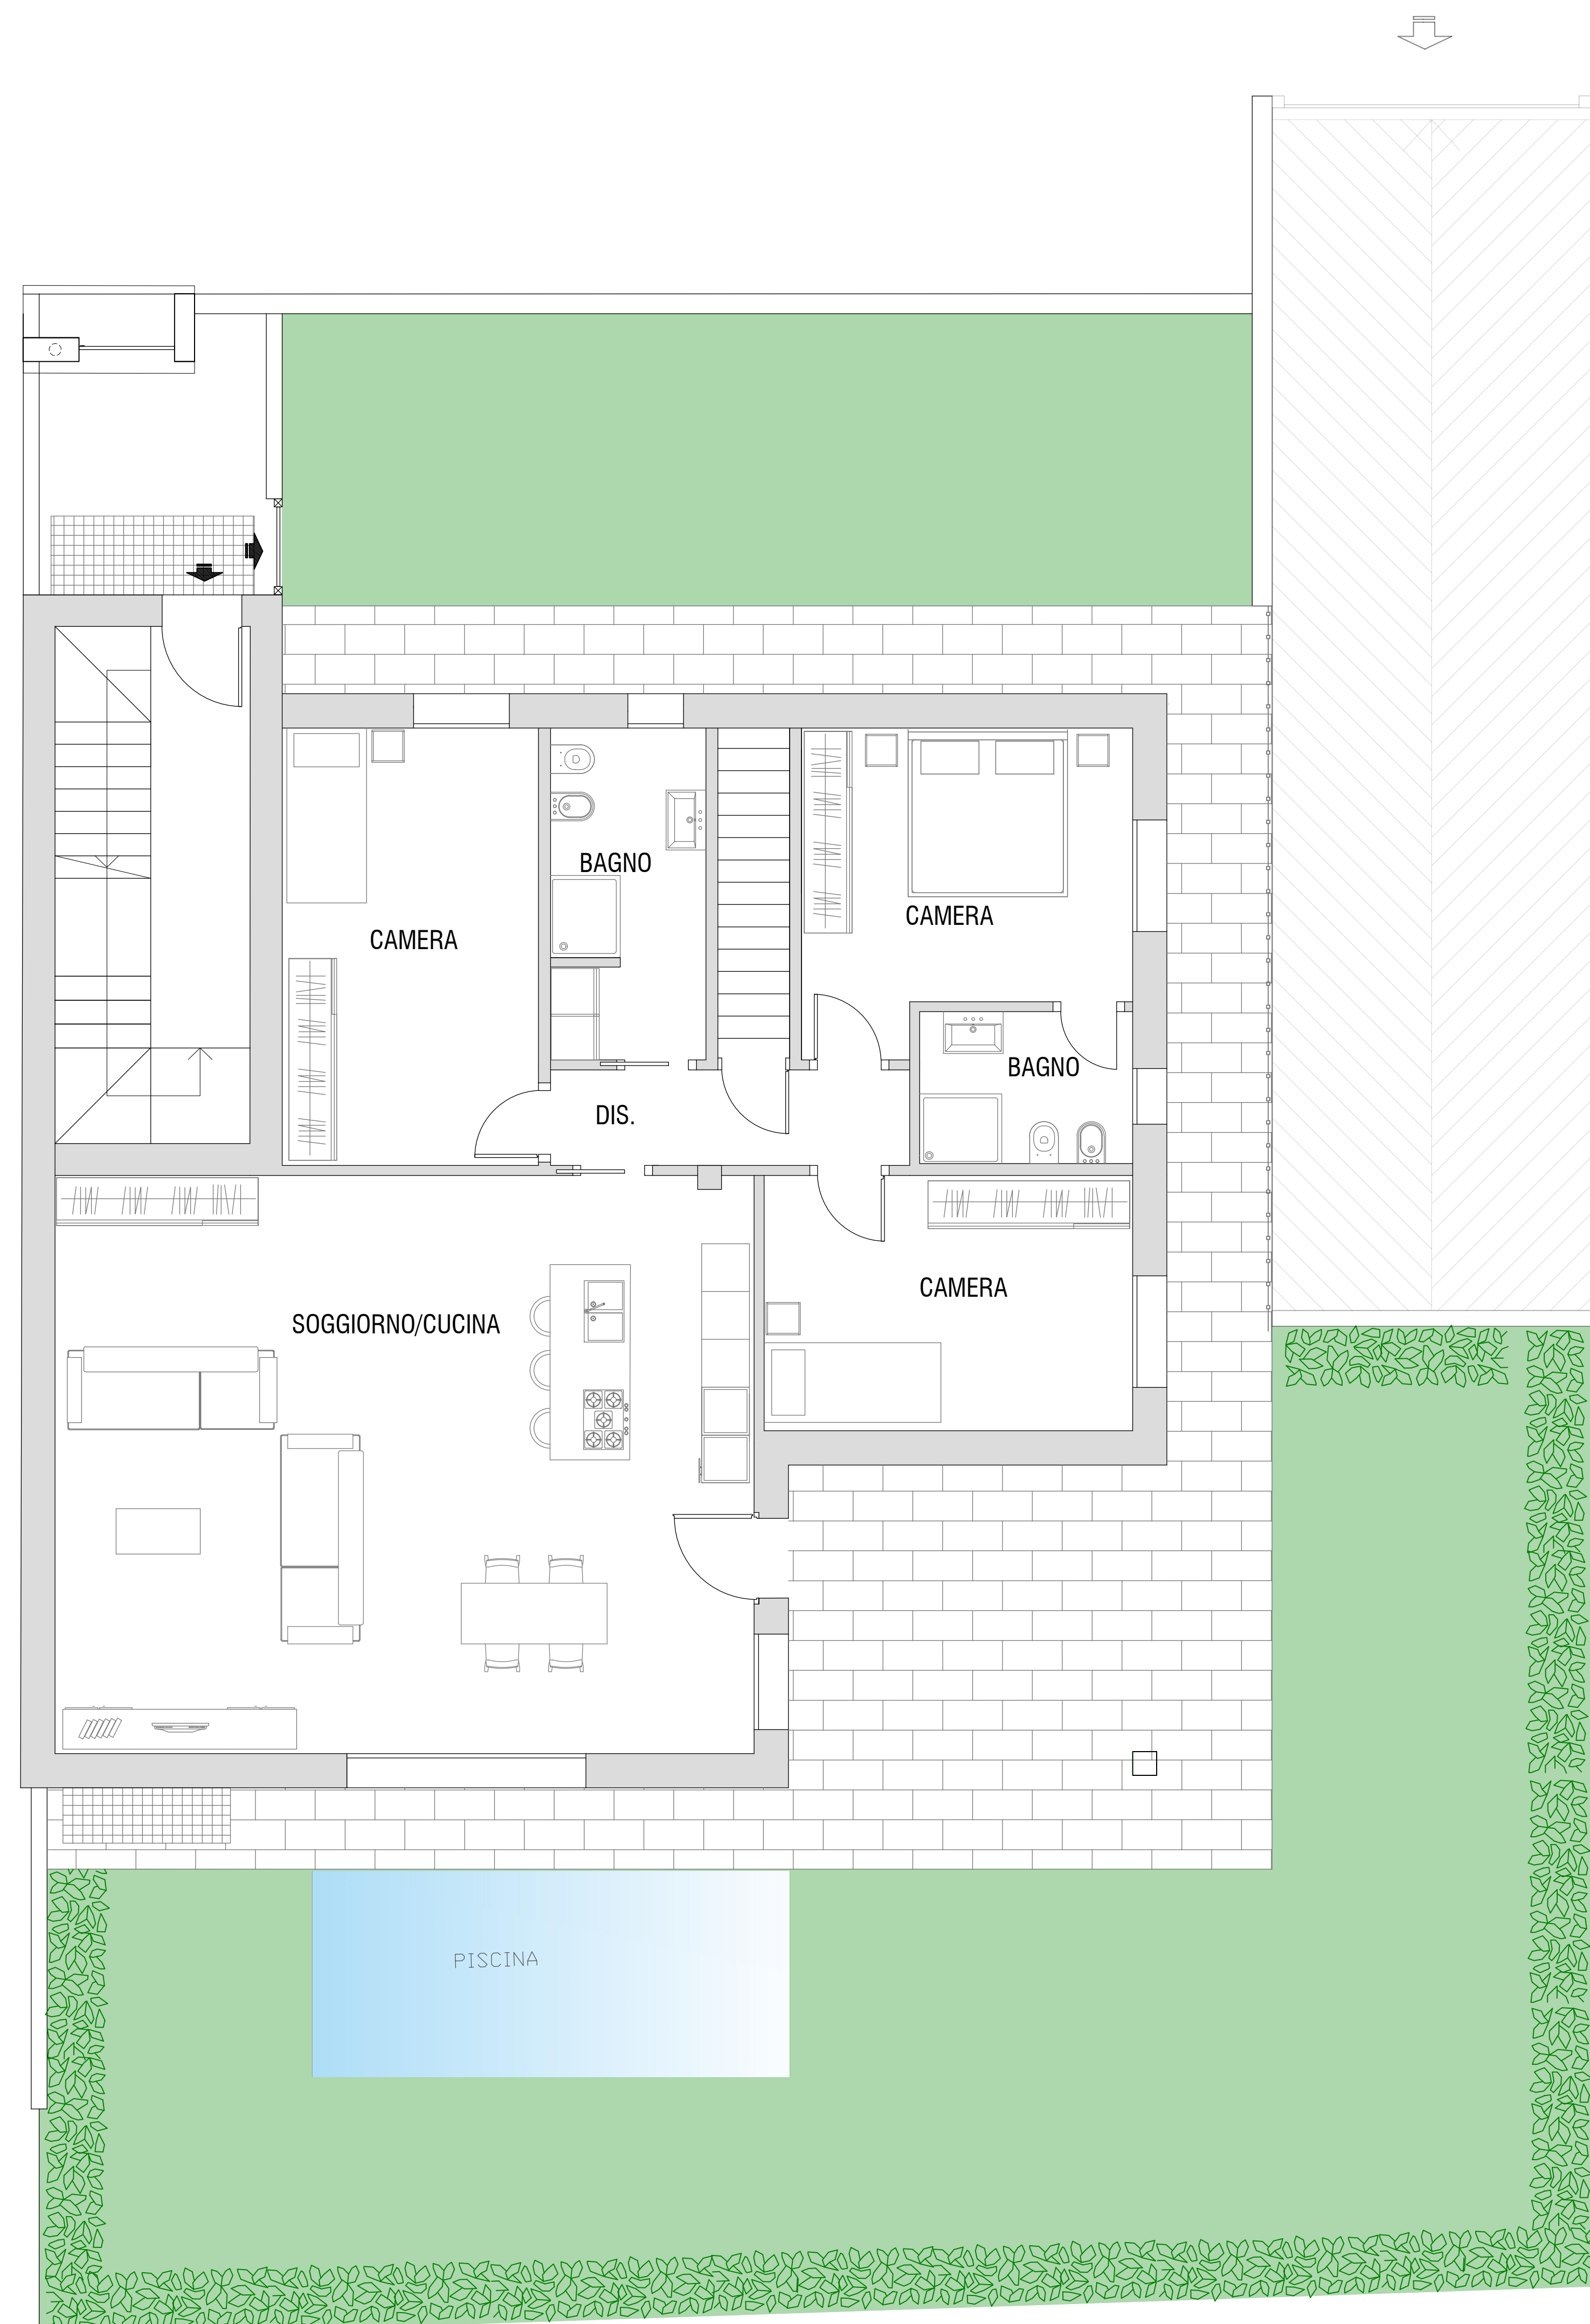 BAGNO
CAMERA
CAMERA
BAGNO
DIS.
CAMERA
SOGGIORNO/CUCINA
PISCINA